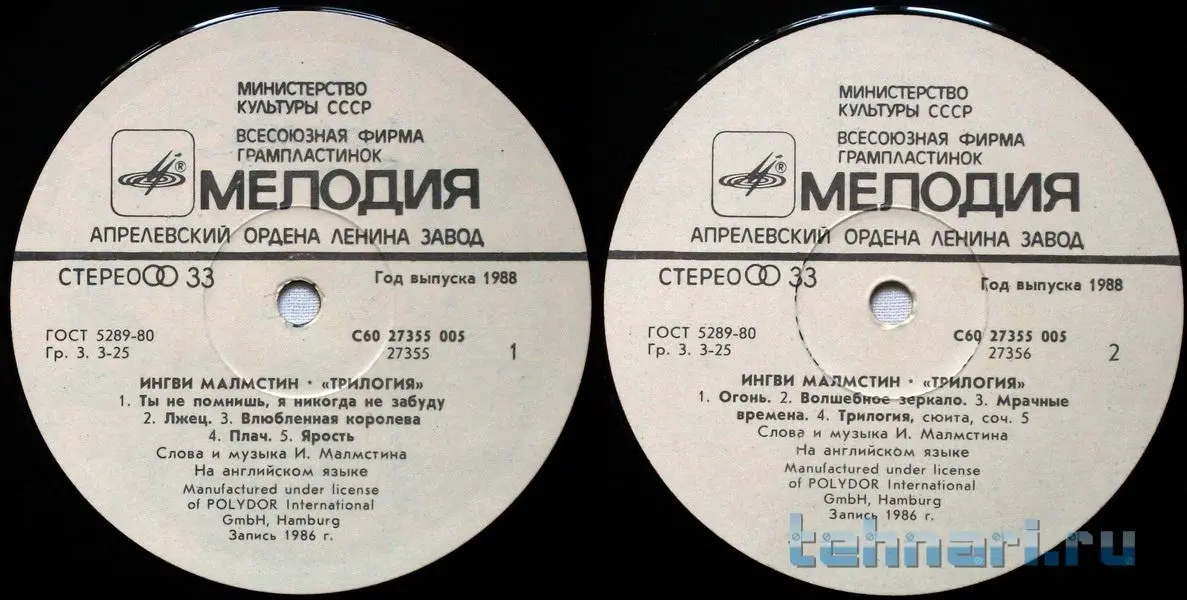 МИНИСТЕРСТВО
КУЛЬТУРЫ СССР
ВСЕСОЮЗНАЯ ФИРМА
ГРАМПЛАСТИНОК
®
МЕЛОДИЯ
АПРЕЛЕВСКИЙ ОРДЕНА ЛЕНИНА ЗАВОД
СТЕРЕО 33
Год выпуска 1988
ГОСТ 5289-80
Гр. 3. 3-25
С60 27355 005
27355
1
ИНГВИ МАЛМСТИН · «ТРИЛОГИЯ»
1. Ты не помнишь, я никогда не забуду
2. Лжец. 3. Влюбленная королева
4. Плач. 5. Ярость
Слова и музыка И. Малмстина
На английском языке
Manufactured under license
of POLYDOR International
GmbH, Hamburg
Запись 1986 г.
МИНИСТЕРСТВО
КУЛЬТУРЫ СССР
ВСЕСОЮЗНАЯ ФИРМА
ГРАМПЛАСТИНОК
®
МЕЛОДИЯ
АПРЕЛЕВСКИЙ ОРДЕНА ЛЕНИНА ЗАВОД
СТЕРЕО 33
Год выпуска 1988
ГОСТ 5289-80
Гр. 3. 3-25
С60 27355 005
27356
2
ИНГВИ МАЛМСТИН · «ТРИЛОГИЯ»
1. Огонь. 2. Волшебное зеркало. 3. Мрачные
времена. 4. Трилогия, сюита, соч. 5
Слова и музыка И. Малмстина
На английском языке
Manufactured under license
of POLYDOR International
GmbH, Hamburg
Запись 1986 г.
tehnari.ru